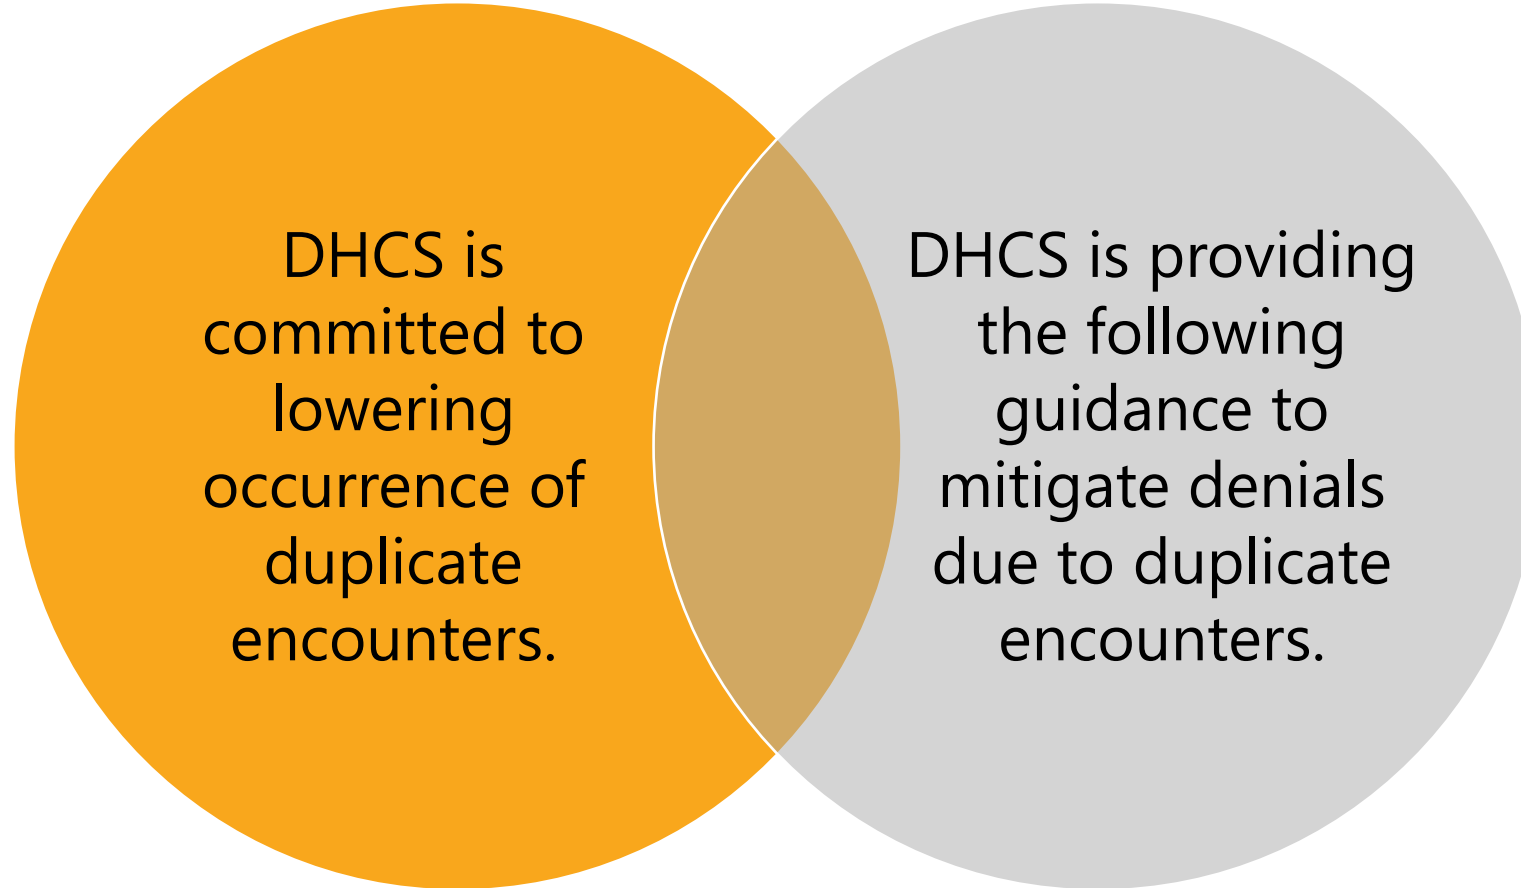 DHCS is
committed to
lowering
occurrence of
duplicate
encounters.
DHCS is providing
the following
guidance to
mitigate denials
due to duplicate
encounters.